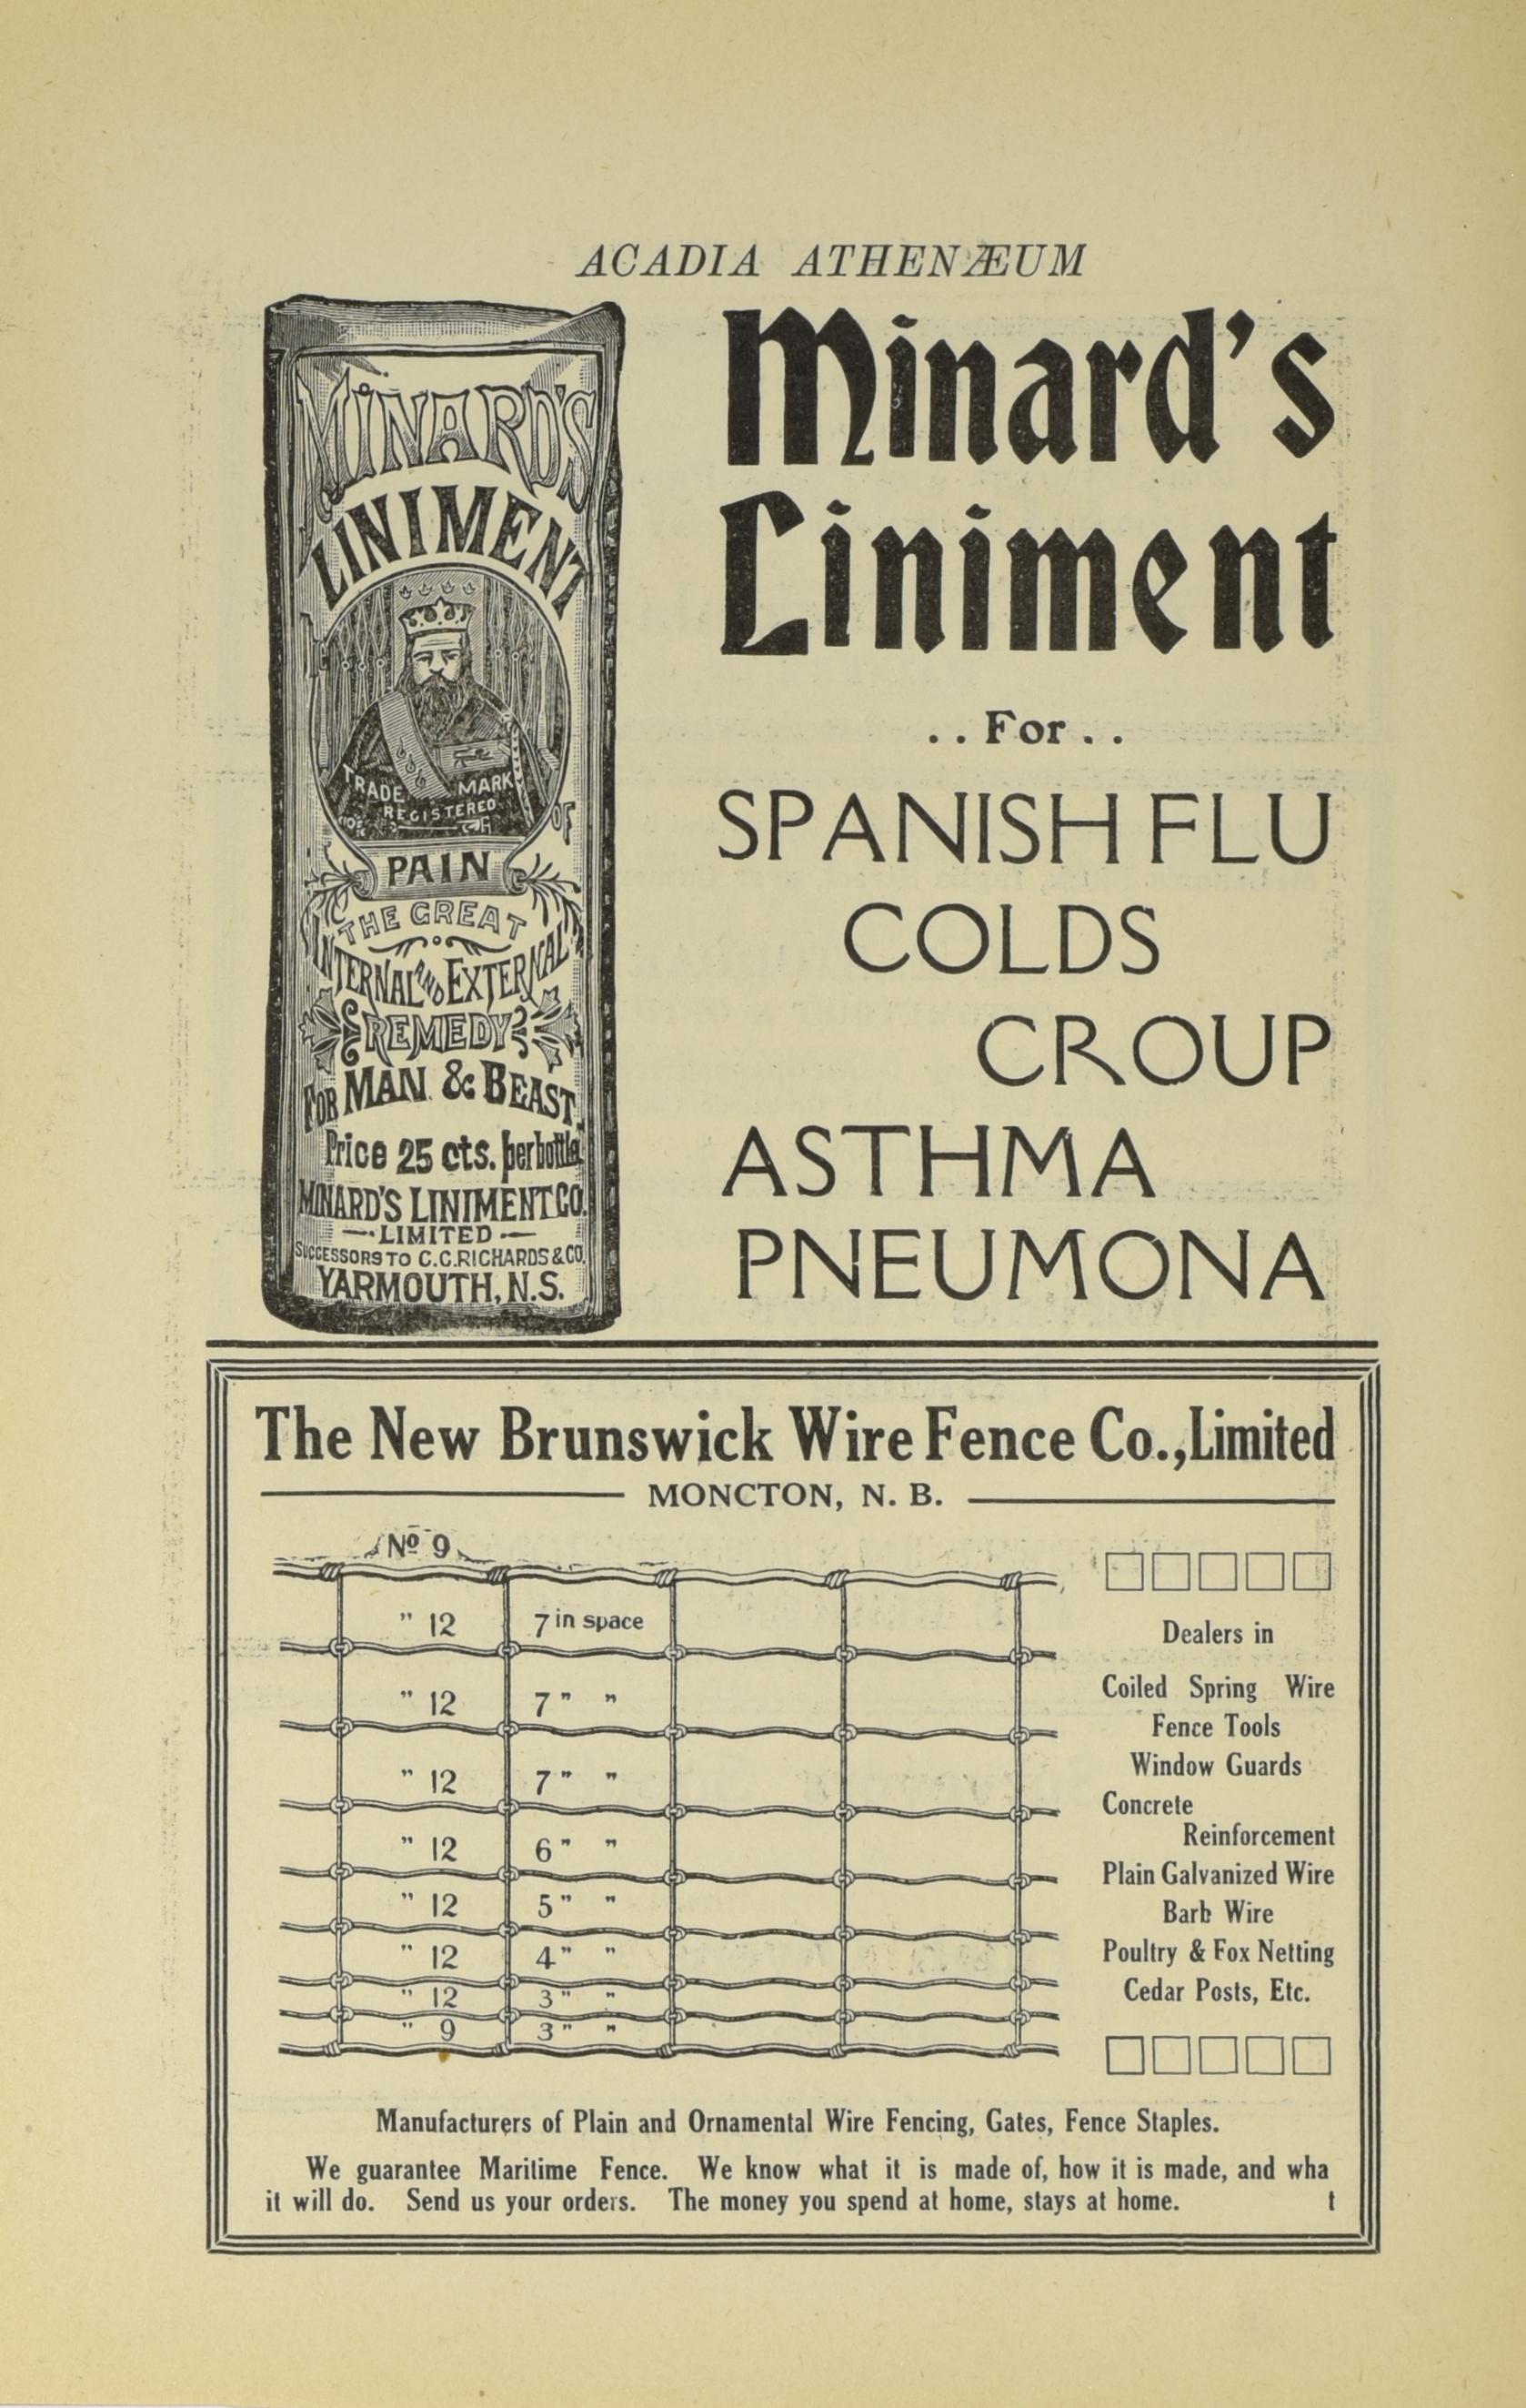 ACADIA ATHENÆUM
MINARD'S
LINIMENT
TRADE MARK
REGISTERED
OF
PAIN
THE GREAT
INTERNAL AND EXTERNAL
REMEDY
FOR MAN & BEAST
Price 25 cts. per bottle
MINARD'S LINIMENT CO.
LIMITED
SUCCESSORS TO C.C.RICHARDS & CO.
YARMOUTH, N.S.
Minard's
Liniment
. . For . .
SPANISH FLU
COLDS
CROUP
ASTHMA
PNEUMONA
The New Brunswick Wire Fence Co., Limited
MONCTON, N. B.
No 9
" 12 7 in space
" 12 7 " "
" 12 7 " "
" 12 6 " "
" 12 5 " "
" 12 4 " "
" 12 3 " "
" 9 3 " "
Dealers in
Coiled Spring Wire
Fence Tools
Window Guards
Concrete
Reinforcement
Plain Galvanized Wire
Barb Wire
Poultry & Fox Netting
Cedar Posts, Etc.
Manufacturers of Plain and Ornamental Wire Fencing, Gates, Fence Staples.
We guarantee Maritime Fence. We know what it is made of, how it is made, and wha
it will do. Send us your orders. The money you spend at home, stays at home. t